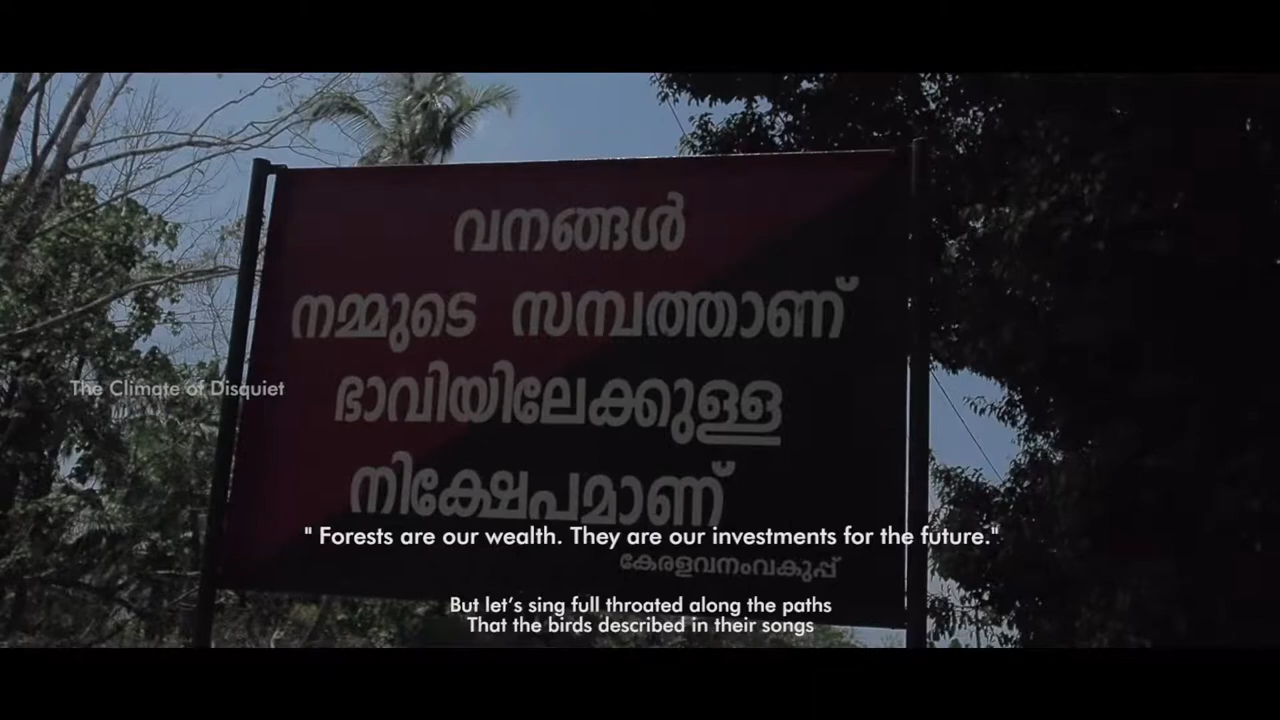 വനങ്ങൾ
നമ്മുടെ സമ്പത്താണ്
ഭാവിയിലേക്കുള്ള
The Climate of Disquiet
നിക്ഷേപമാണ്
" Forests are our wealth. They are our investments for the future."
കേരളവനംവകുപ്പ്
But let's sing full throated along the paths
That the birds described in their songs